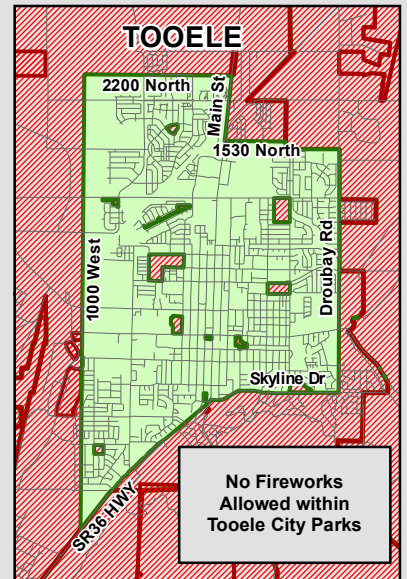 TOOELE
2200 North
Main St
1530 North
1000 West
Droubay Rd
Skyline Dr
SR36 HWY
No Fireworks
Allowed within
Tooele City Parks